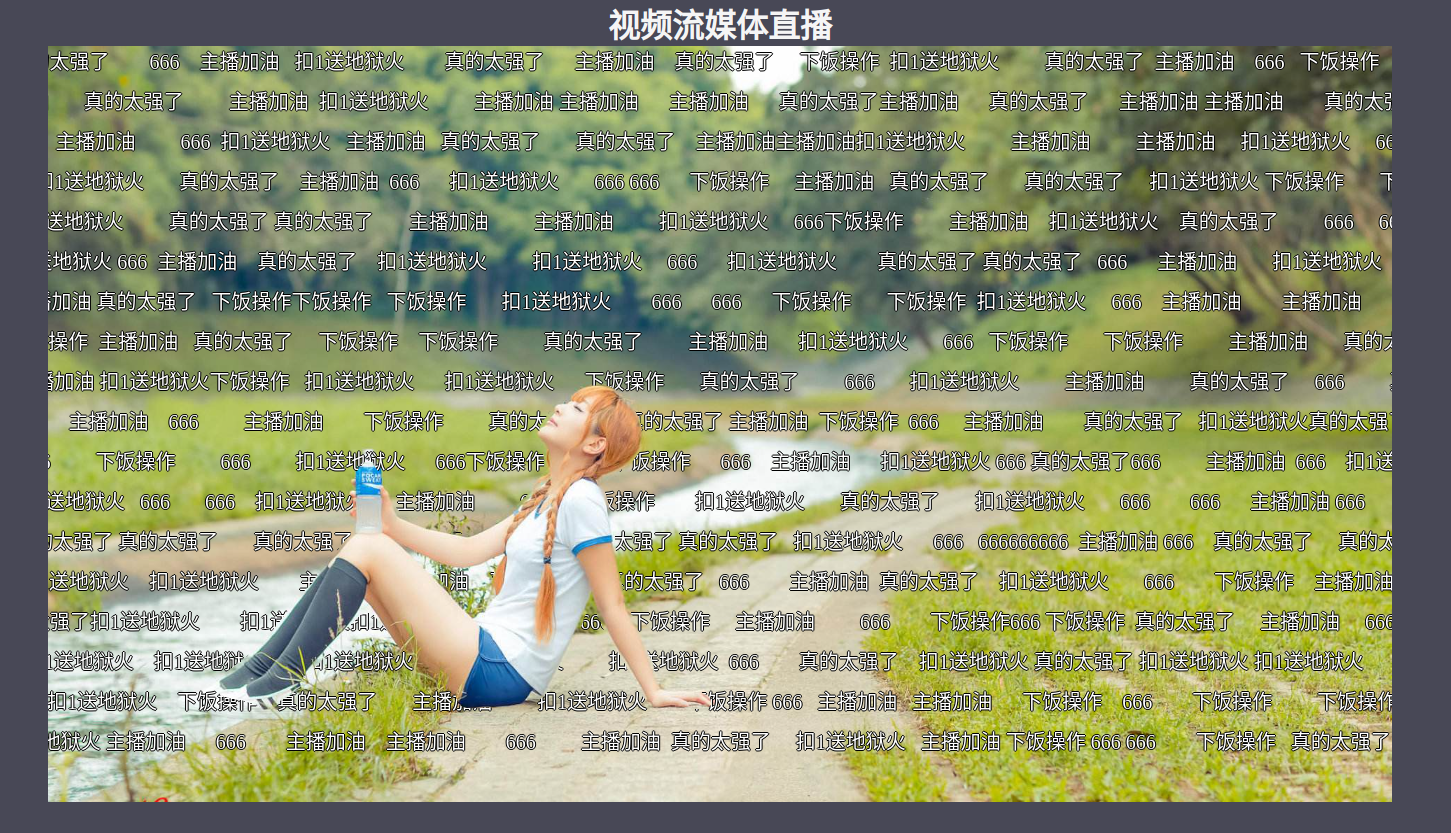 视频流媒体直播
太强了 666 主播加油 扣1送地狱火 真的太强了 主播加油 真的太强了 下饭操作 扣1送地狱火 真的太强了 主播加油 666 下饭操作
真的太强了 主播加油 扣1送地狱火 主播加油 主播加油 主播加油 真的太强了 主播加油 真的太强了 主播加油 主播加油 真的太强
主播加油 666 扣1送地狱火 主播加油 真的太强了 真的太强了 主播加油 主播加油 扣1送地狱火 主播加油 主播加油 扣1送地狱火 66
扣1送地狱火 真的太强了 主播加油 666 扣1送地狱火 666 666 下饭操作 主播加油 真的太强了 真的太强了 扣1送地狱火 下饭操作 下
送地狱火 真的太强了 真的太强了 主播加油 主播加油 扣1送地狱火 666 下饭操作 主播加油 扣1送地狱火 真的太强了 666 66
送地狱火 666 主播加油 真的太强了 扣1送地狱火 扣1送地狱火 666 扣1送地狱火 真的太强了 真的太强了 666 主播加油 扣1送地狱火
播加油 真的太强了 下饭操作 下饭操作 下饭操作 扣1送地狱火 666 666 下饭操作 下饭操作 扣1送地狱火 666 主播加油 主播加油
操作 主播加油 真的太强了 下饭操作 下饭操作 真的太强了 主播加油 扣1送地狱火 666 下饭操作 下饭操作 主播加油 真的太
播加油 扣1送地狱火 下饭操作 扣1送地狱火 扣1送地狱火 下饭操作 真的太强了 666 扣1送地狱火 主播加油 真的太强了 666
主播加油 666 主播加油 下饭操作 真的太 的太强了 主播加油 下饭操作 666 主播加油 真的太强了 扣1送地狱火 真的太强
6 下饭操作 666 扣1送地狱火 666 下饭操作 饭操作 666 主播加油 扣1送地狱火 666 真的太强了 666 主播加油 666 扣1送
送地狱火 666 666 扣1送地狱 主播加油 饭操作 扣1送地狱火 真的太强了 扣1送地狱火 666 666 主播加油 666
的太强了 真的太强了 真的太强了 太强了 真的太强了 扣1送地狱火 666 666666666 主播加油 666 真的太强了 真的太
送地狱火 扣1送地狱火 主 油 的太强了 666 主播加油 真的太强了 扣1送地狱火 666 下饭操作 主播加油
强了 扣1送地狱火 扣1 扣1 66 下饭操作 主播加油 666 下饭操作 666 下饭操作 真的太强了 主播加油 666
1送地狱火 扣1送地狱 1送地狱火 扣 送地狱火 666 真的太强了 扣1送地狱火 真的太强了 扣1送地狱火 扣1送地狱火
扣1送地狱火 下饭操作 真的太强了 主播加油 扣1送地狱火 饭操作 666 主播加油 主播加油 下饭操作 666 下饭操作 下饭操作
地狱火 主播加油 666 主播加油 主播加油 666 主播加油 真的太强了 扣1送地狱火 主播加油 下饭操作 666 666 下饭操作 真的太强了